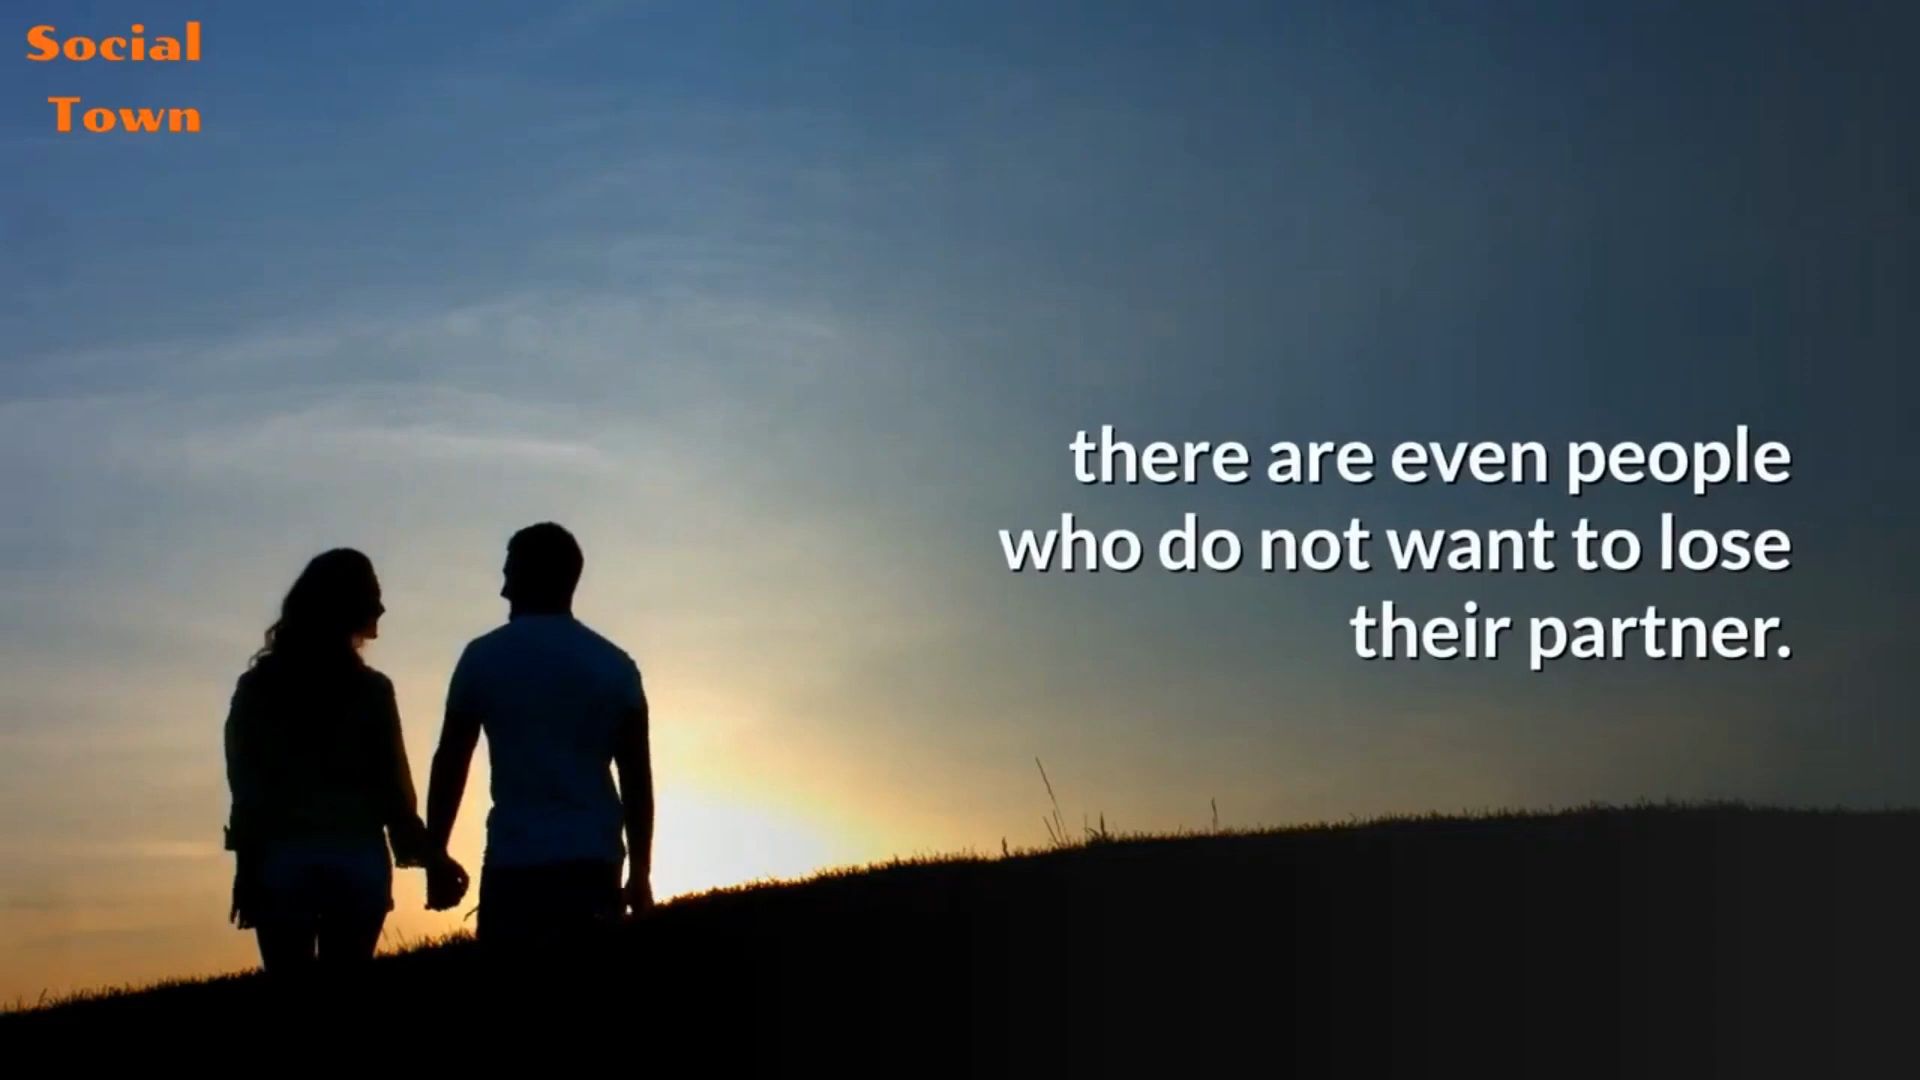 Social
Town
there are even people
who do not want to lose
their partner.